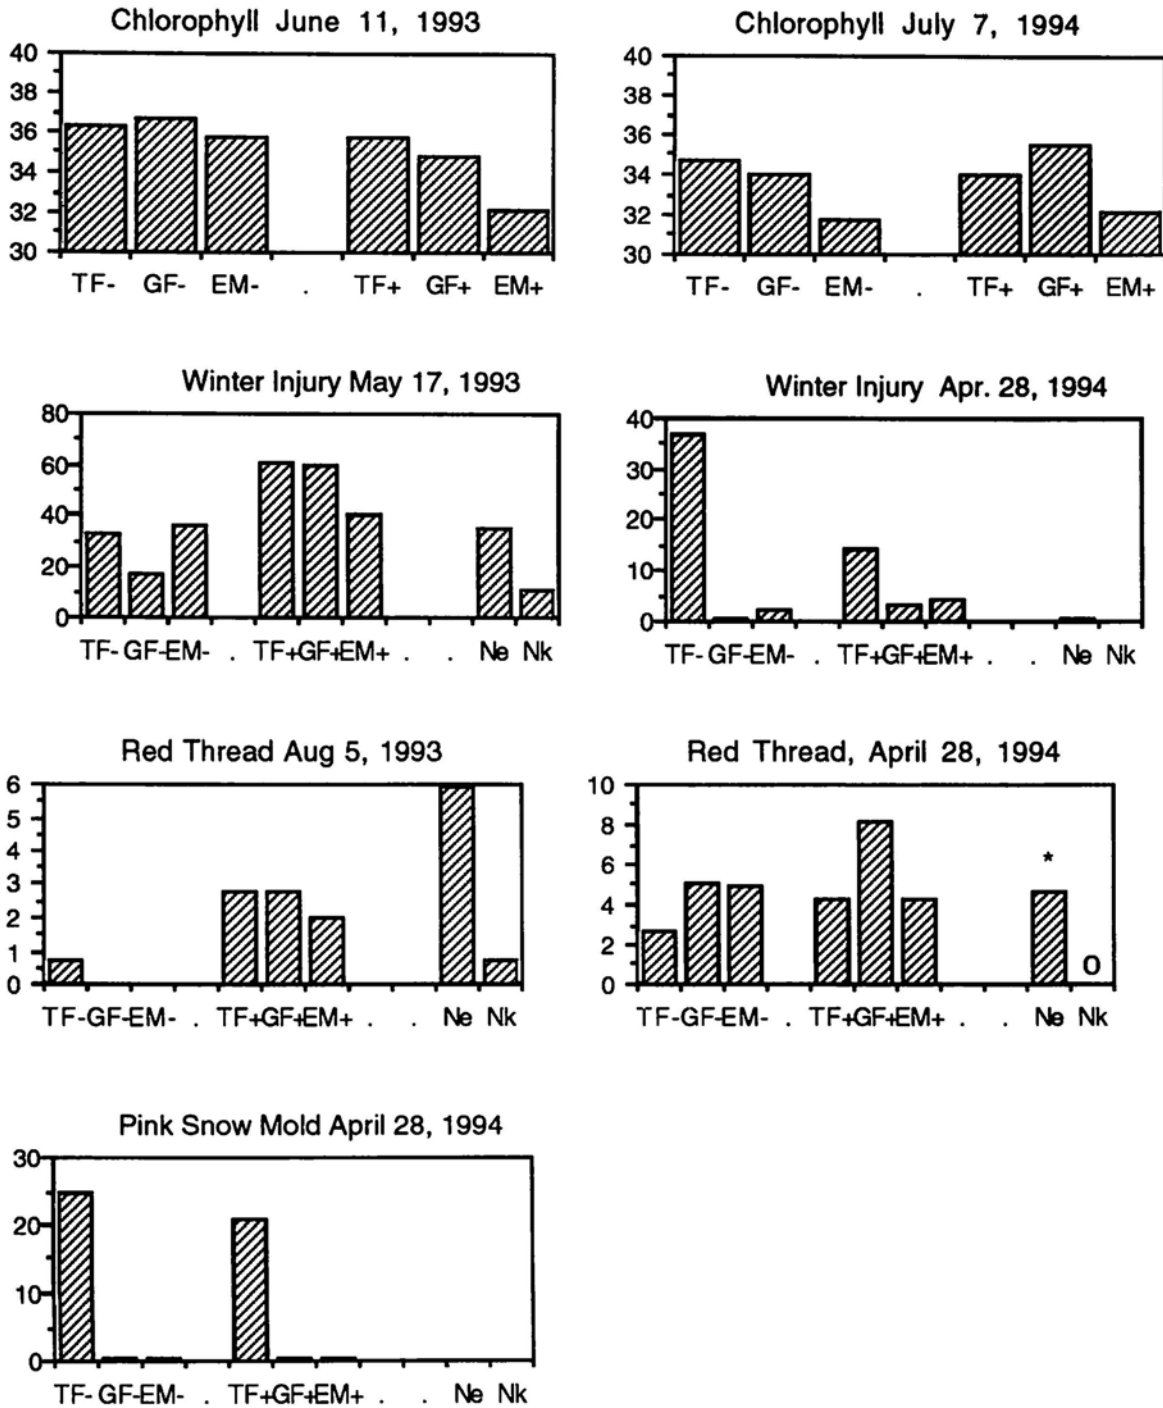 Chlorophyll June 11, 1993
40
38
36
34
32
30
TF- GF- EM- . TF+ GF+ EM+
Chlorophyll July 7, 1994
40
38
36
34
32
30
TF- GF- EM- . TF+ GF+ EM+
Winter Injury May 17, 1993
80
60
40
20
0
TF- GF- EM- . TF+ GF+ EM+ . . Ne Nk
Winter Injury Apr. 28, 1994
40
30
20
10
0
TF- GF- EM- . TF+ GF+ EM+ . . Ne Nk
Red Thread Aug 5, 1993
6
5
4
3
2
1
0
TF- GF- EM- . TF+ GF+ EM+ . . Ne Nk
Red Thread, April 28, 1994
10
8
6
4
2
0
*
0
TF- GF- EM- . TF+ GF+ EM+ . . Ne Nk
Pink Snow Mold April 28, 1994
30
20
10
0
TF- GF- EM- . TF+ GF+ EM+ . . Ne Nk